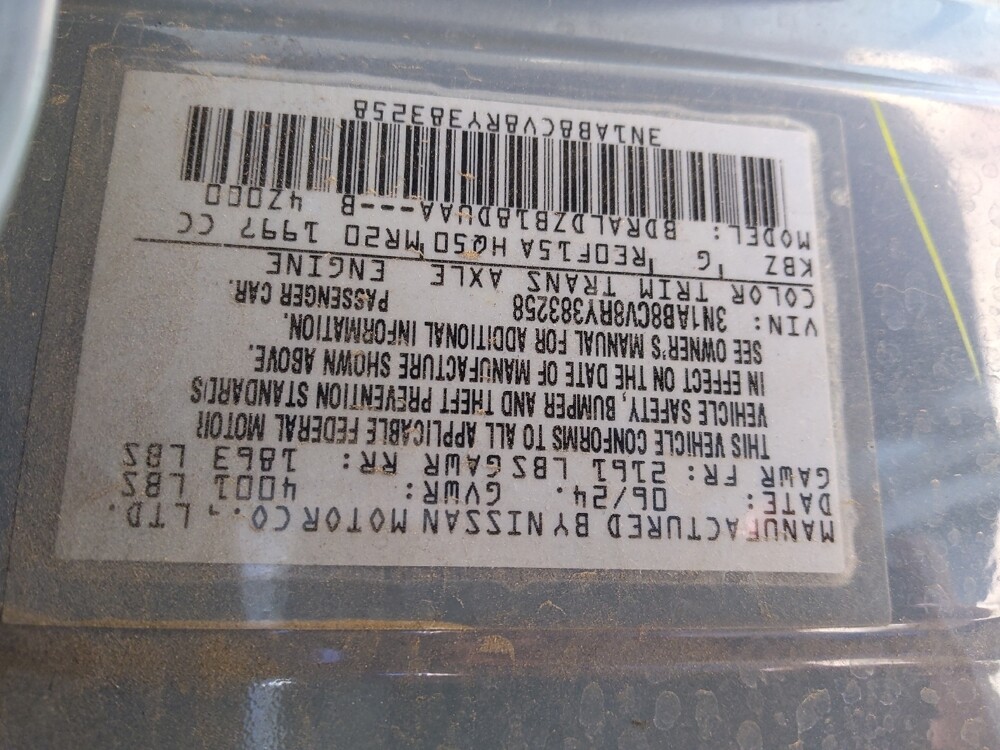 MANUFACTURED BY NISSAN MOTOR CO., LTD.
DATE: 06/24. GVWR: 4001 LBS
GAWR FR: 2161 LBS GAWR RR: 1863 LBS
THIS VEHICLE CONFORMS TO ALL APPLICABLE FEDERAL MOTOR
VEHICLE SAFETY, BUMPER AND THEFT PREVENTION STANDARDS
IN EFFECT ON THE DATE OF MANUFACTURE SHOWN ABOVE.
SEE OWNER'S MANUAL FOR ADDITIONAL INFORMATION.
VIN: 3N1AB8CV8RY383258 PASSENGER CAR.
COLOR TRIM TRANS AXLE ENGINE
KBZ G RE0F15A HQ50 MR20 1997 CC
MODEL: BDRALDZB18DUAA---B 47000
3N1AB8CV8RY383258